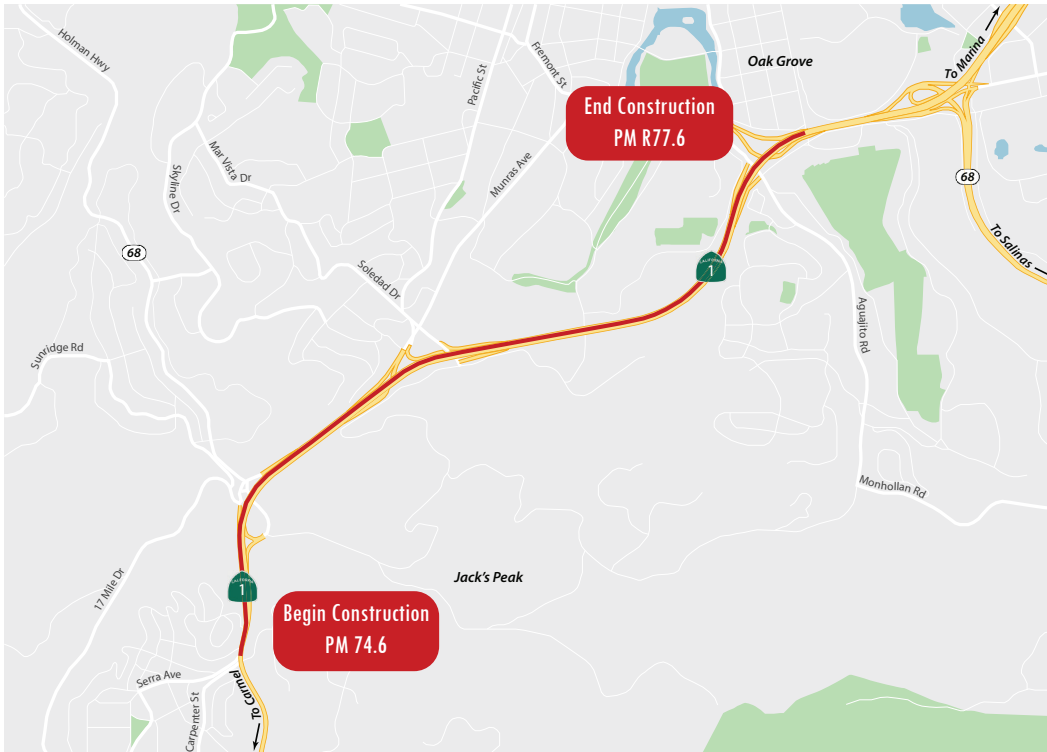 Holman Hwy
Pacific St
Fremont St
Oak Grove
To Marina
End Construction
PM R77.6
Mar Vista Dr
Skyline Dr
Munras Ave
68
To Salinas
68
Soledad Dr
CALIFORNIA
1
Aguajito Rd
Sunridge Rd
Monhollan Rd
17 Mile Dr
CALIFORNIA
1
Jack's Peak
Begin Construction
PM 74.6
Serra Ave
Carpenter St
To Carmel